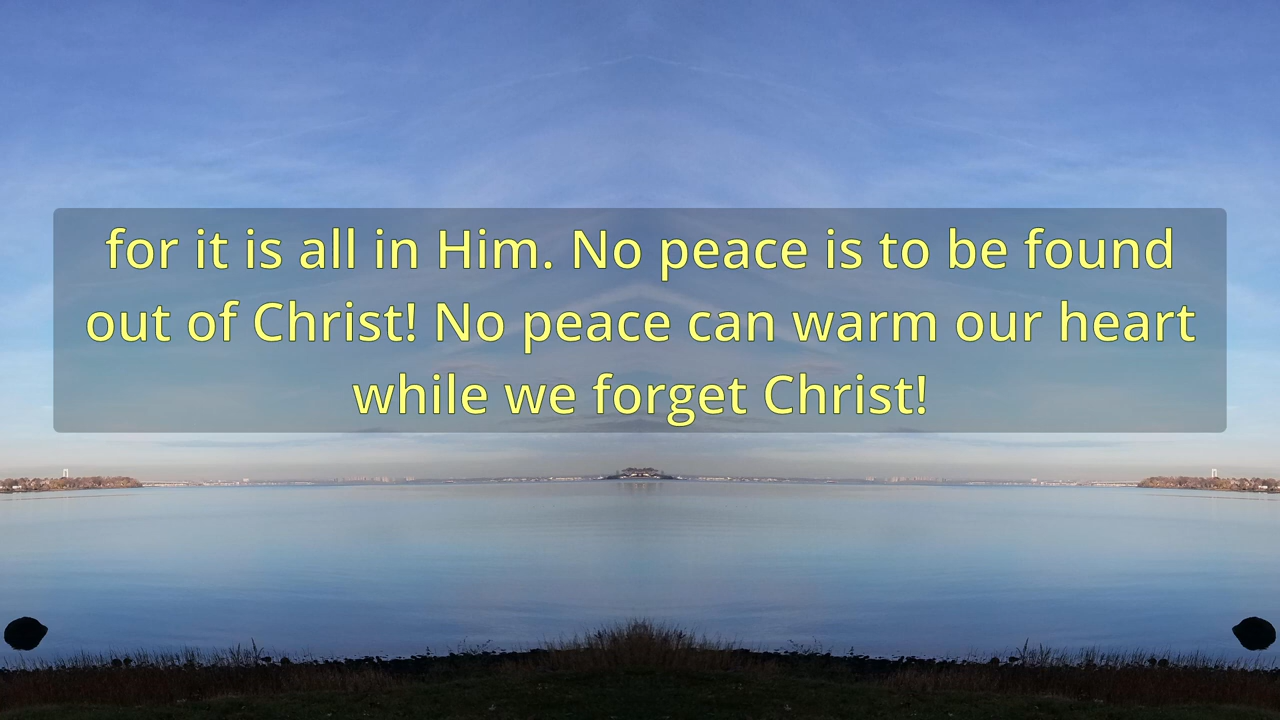 for it is all in Him. No peace is to be found
out of Christ! No peace can warm our heart
while we forget Christ!